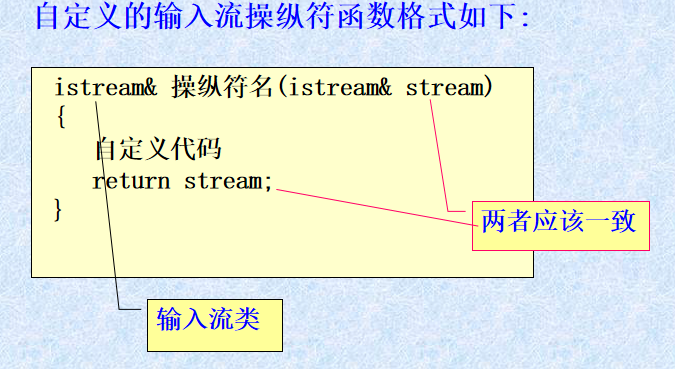 自定义的输入流操纵符函数格式如下:
istream& 操纵符名(istream& stream)
{
自定义代码
return stream;
}
两者应该一致
输入流类